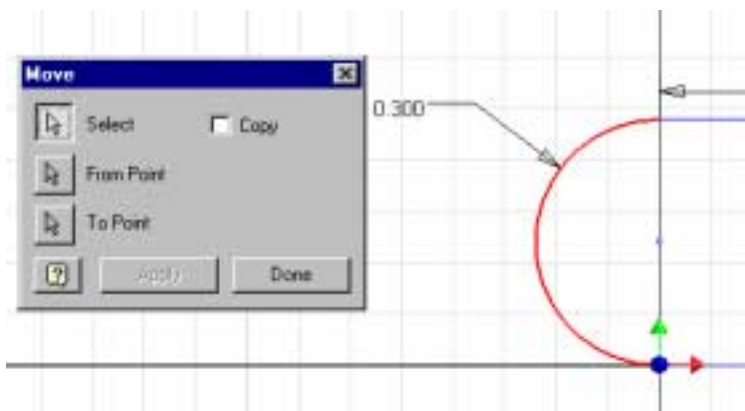 Move
Select
Copy
From Point
To Point
Apply
Done
0.300